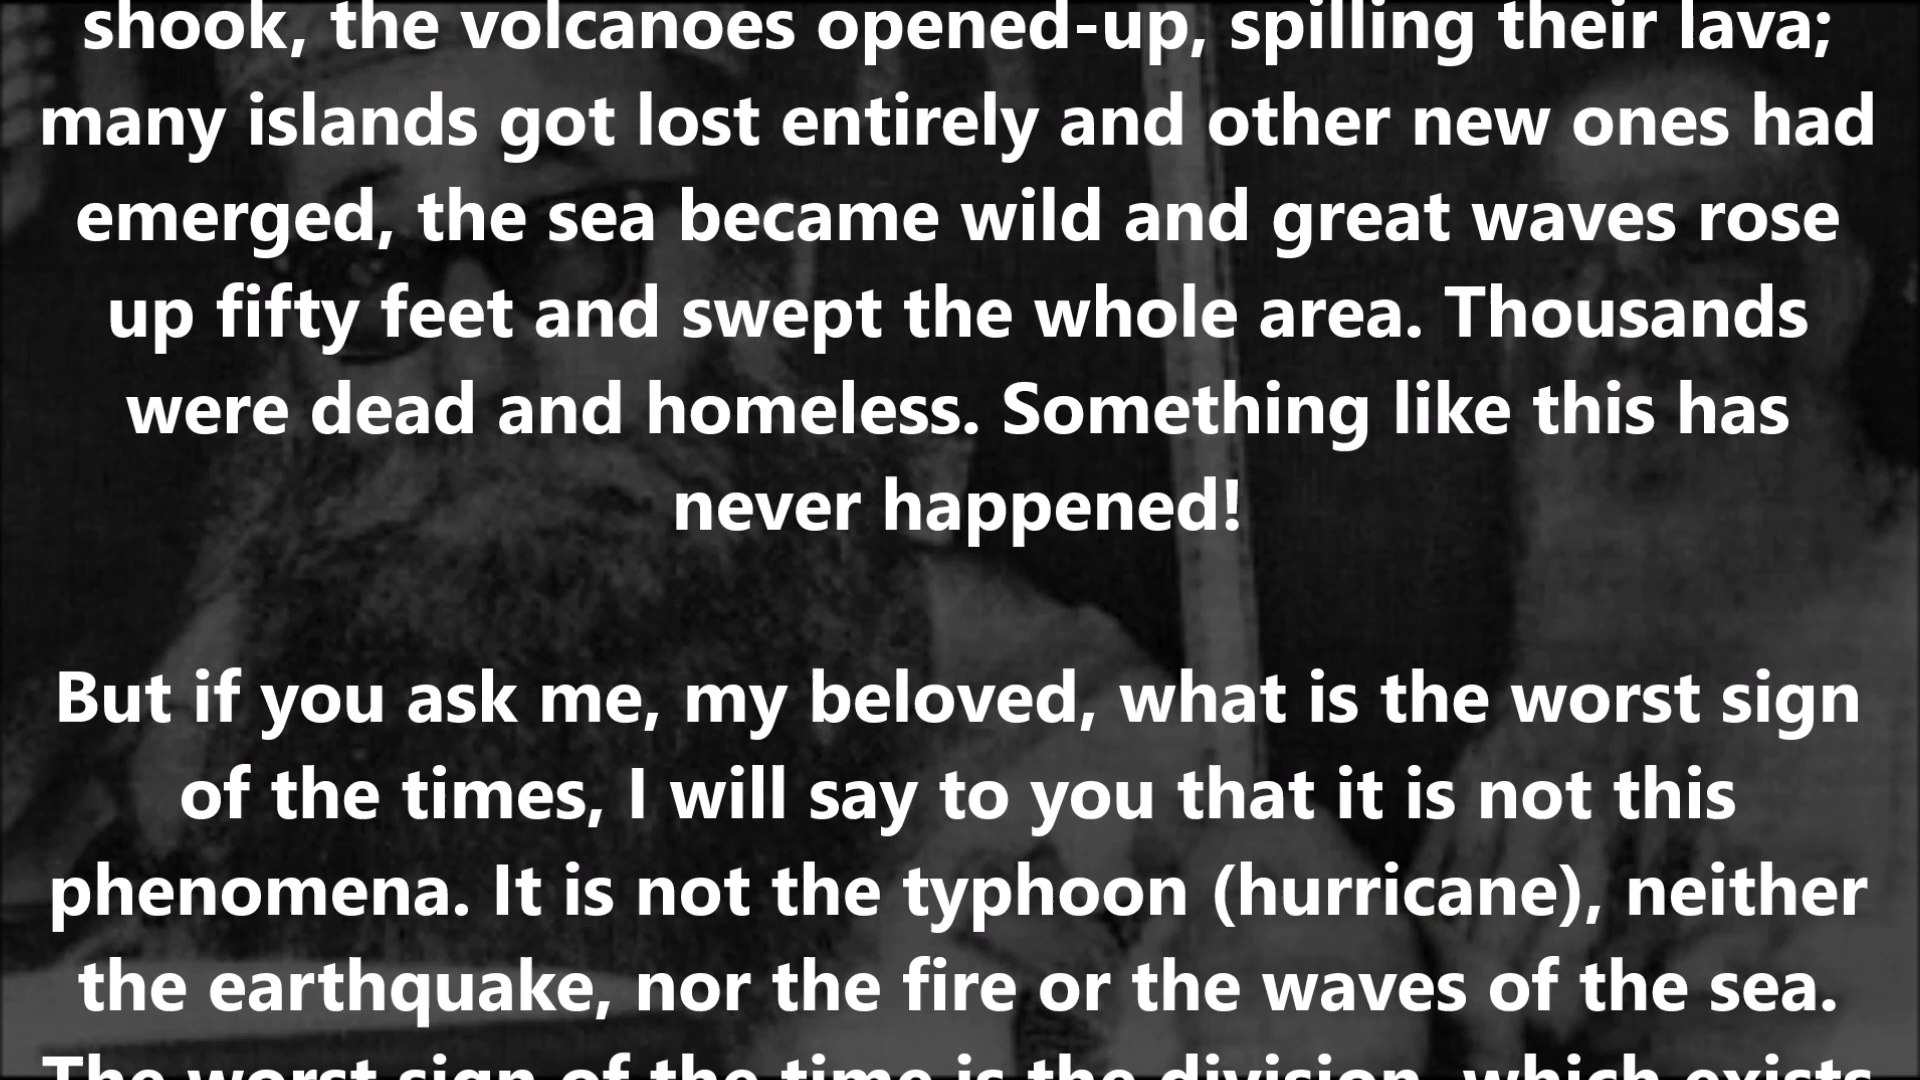 shook, the volcanoes opened-up, spilling their lava;
many islands got lost entirely and other new ones had
emerged, the sea became wild and great waves rose
up fifty feet and swept the whole area. Thousands
were dead and homeless. Something like this has
never happened!
But if you ask me, my beloved, what is the worst sign
of the times, I will say to you that it is not this
phenomena. It is not the typhoon (hurricane), neither
the earthquake, nor the fire or the waves of the sea.
The worst sign of the time is the division, which exists